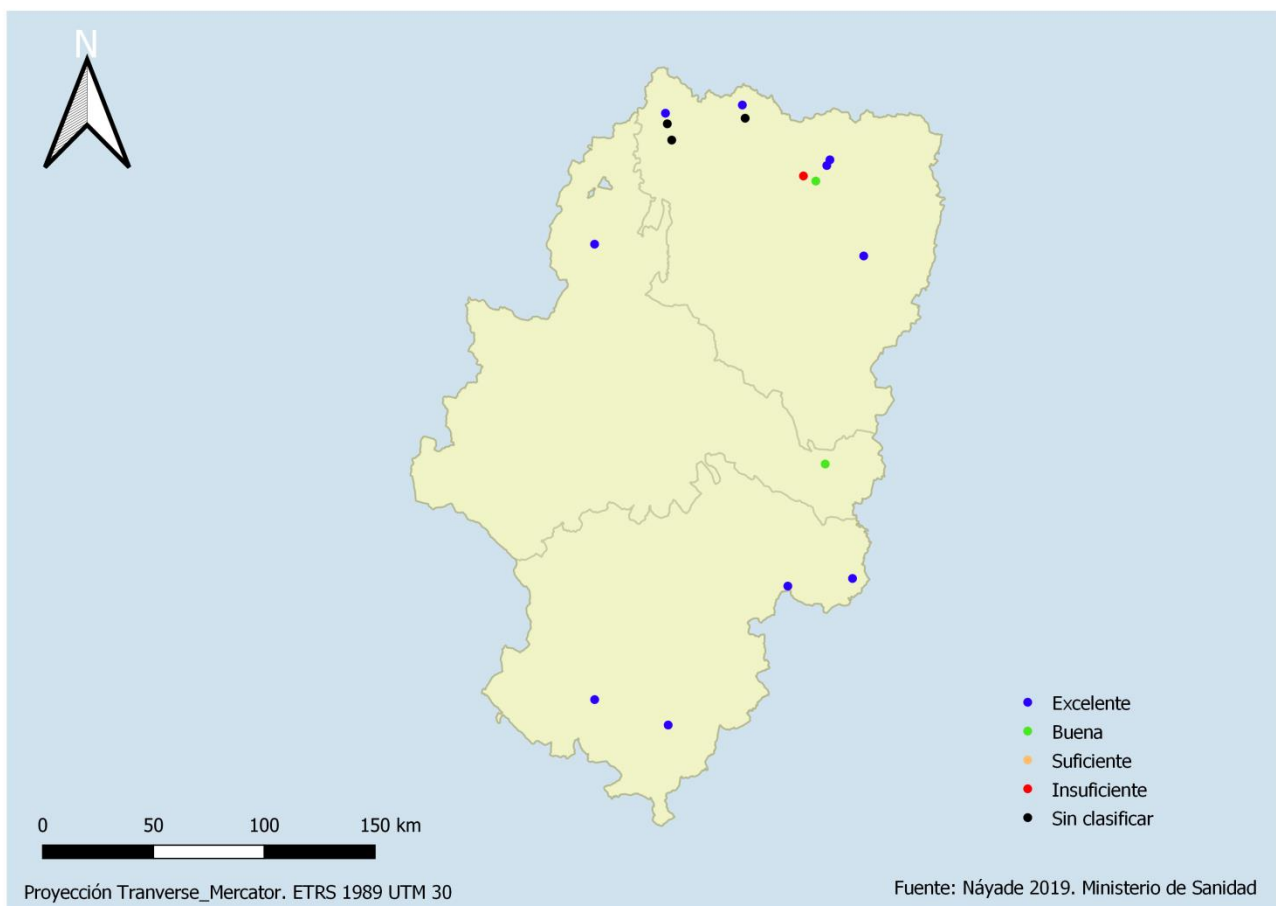 N
Excelente
Buena
Suficiente
Insuficiente
Sin clasificar
0 50 100 150 km
Proyección Tranverse_Mercator. ETRS 1989 UTM 30
Fuente: Náyade 2019. Ministerio de Sanidad